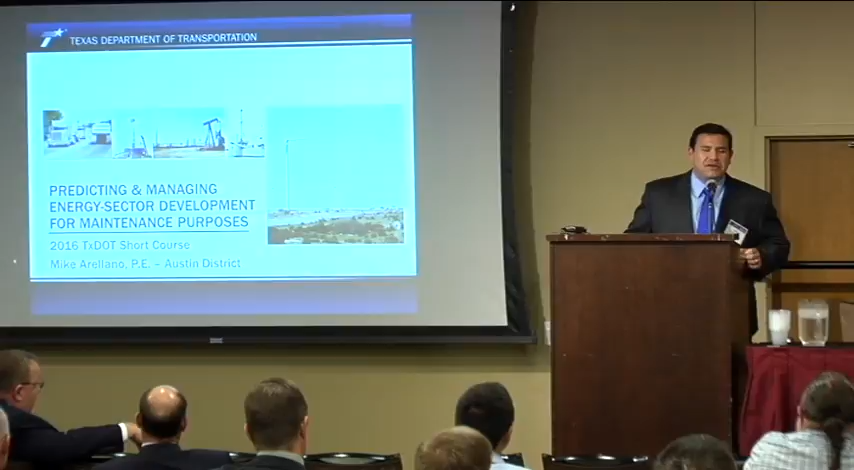 TEXAS DEPARTMENT OF TRANSPORTATION
PREDICTING & MANAGING
ENERGY-SECTOR DEVELOPMENT
FOR MAINTENANCE PURPOSES
2016 TxDOT Short Course
Mike Arellano, P.E. – Austin District